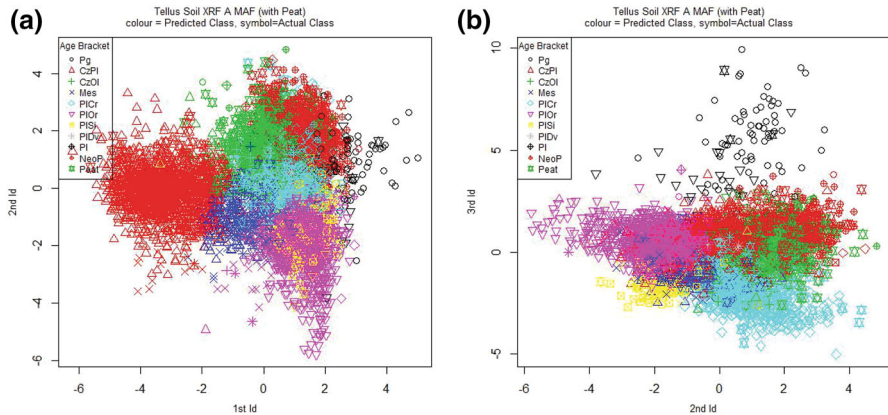 (a)
Tellus Soil XRF A MAF (with Peat)
colour = Predicted Class, symbol=Actual Class
Age Bracket
Pg
CzPl
CzOl
Mes
PlCr
PlOr
PlSi
PlDv
Pl
NeoP
Peat
4
2
0
-2
-4
-6
2nd ld
-6 -4 -2 0 2 4
1st ld
(b)
Tellus Soil XRF A MAF (with Peat)
colour = Predicted Class, symbol=Actual Class
Age Bracket
Pg
CzPl
CzOl
Mes
PlCr
PlOr
PlSi
PlDv
Pl
NeoP
Peat
10
5
0
-5
3rd ld
-6 -4 -2 0 2 4
2nd ld